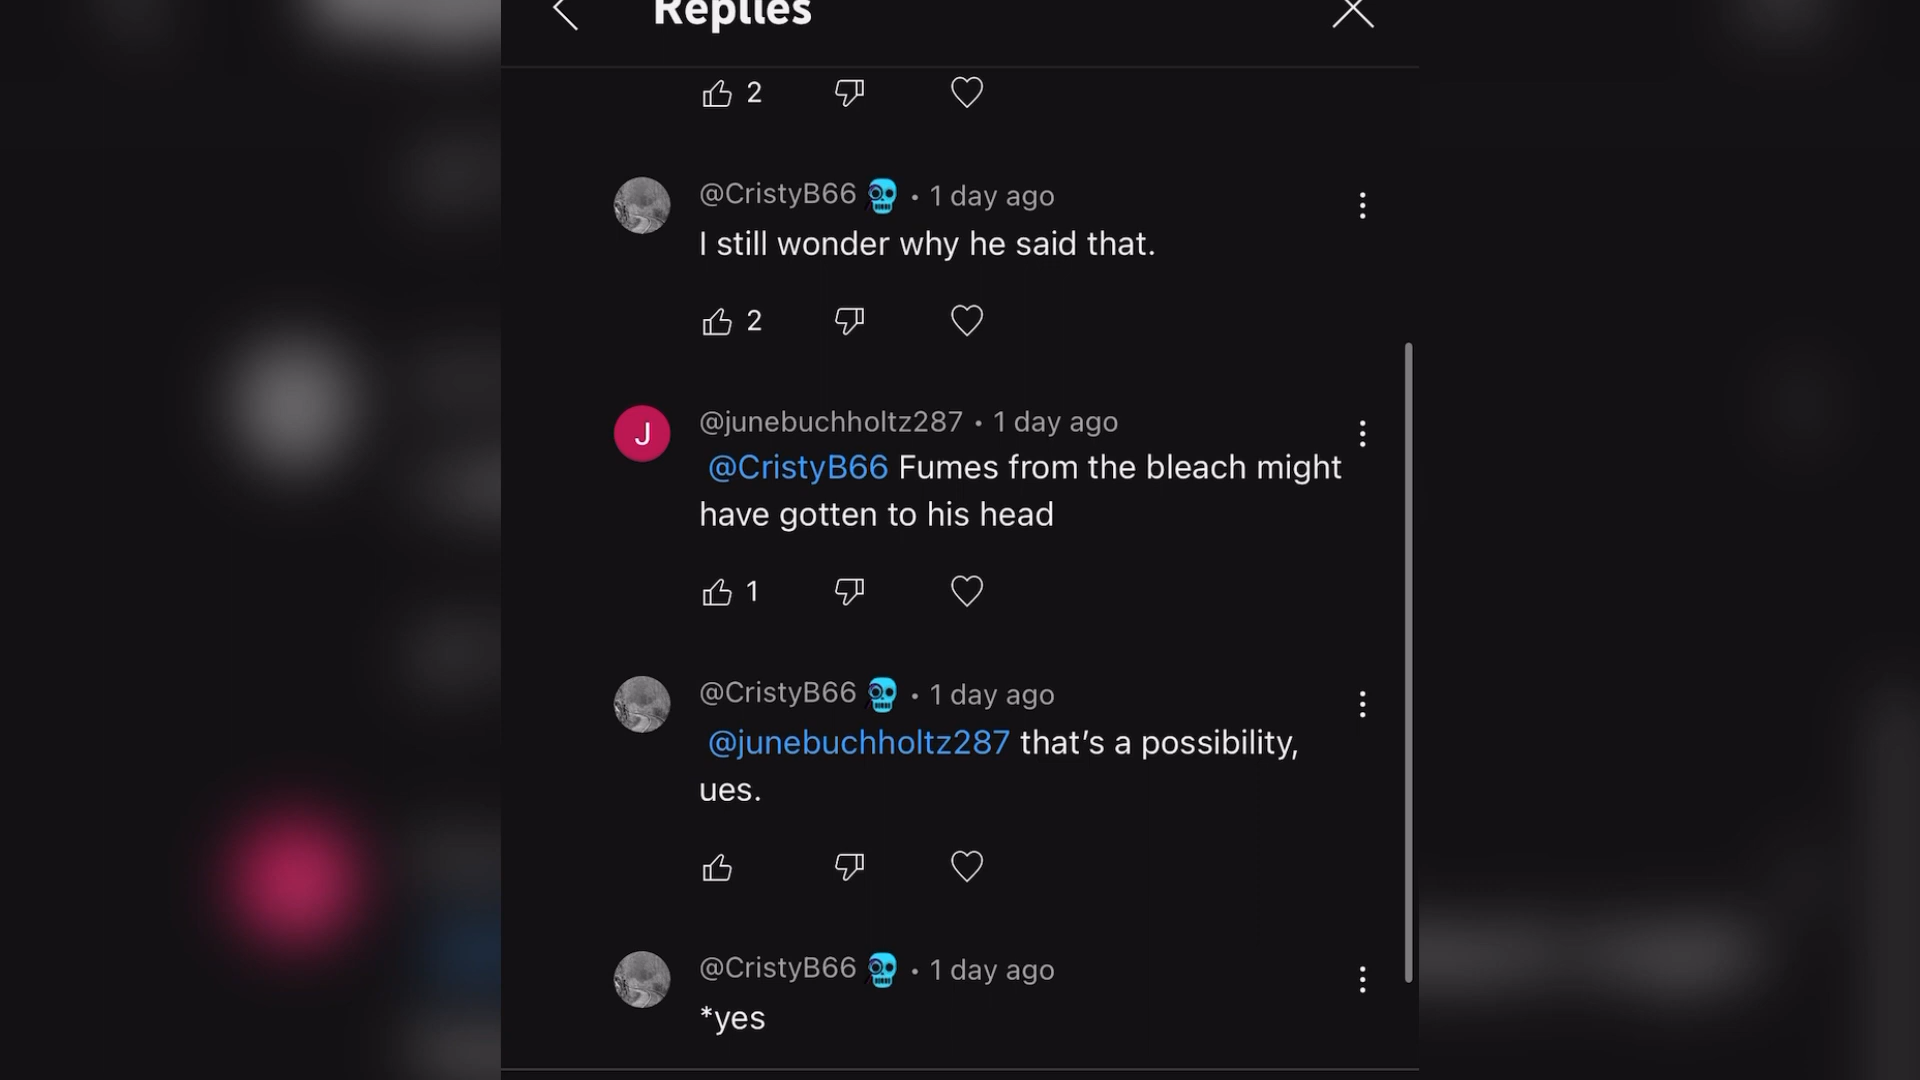 Replies
2
@CristyB66 • 1 day ago
I still wonder why he said that.
2
J
@junebuchholtz287 • 1 day ago
@CristyB66 Fumes from the bleach might
have gotten to his head
1
@CristyB66 • 1 day ago
@junebuchholtz287 that's a possibility,
ues.
@CristyB66 • 1 day ago
*yes